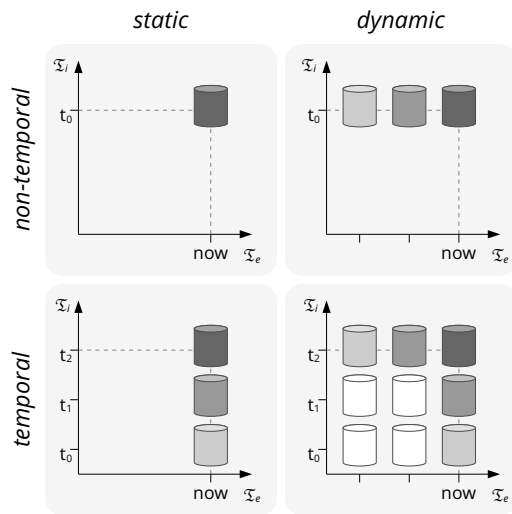 static
dynamic
non-temporal
𝔗ᵢ
t₀
now
𝔗ₑ
𝔗ᵢ
t₀
now
𝔗ₑ
temporal
𝔗ᵢ
t₂
t₁
t₀
now
𝔗ₑ
𝔗ᵢ
t₂
t₁
t₀
now
𝔗ₑ